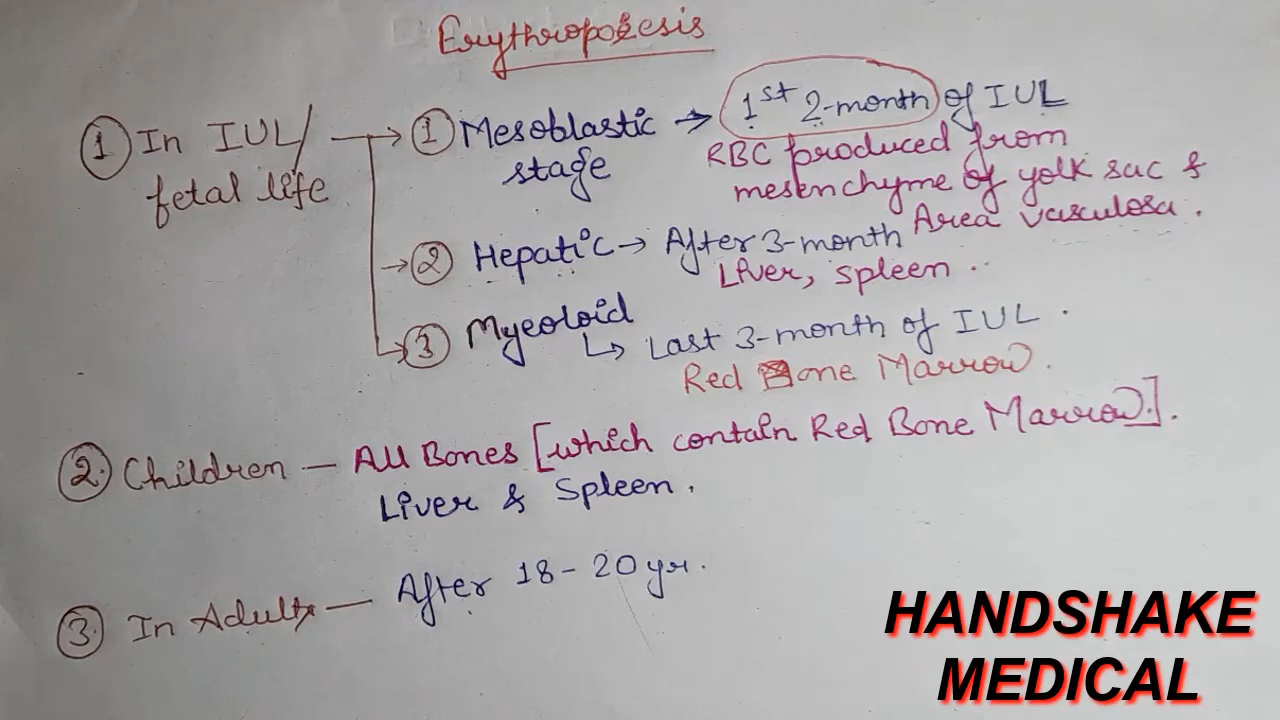 Erythropoiesis
① In IUL/ → ① Mesoblastic → 1st 2-month of IUL
fetal life
stage
RBC produced from
mesenchyme of yolk sac &
Area vasculosa.
→ ② Hepatic → After 3-month
Liver, spleen ..
③ Myeoloid
↳ Last 3-month of IUL.
Red Bone Marrow.
② Children — All Bones [which contain Red Bone Marrow.].
Liver & Spleen.
③ In Adults — After 18-20yr.
HANDSHAKE
MEDICAL